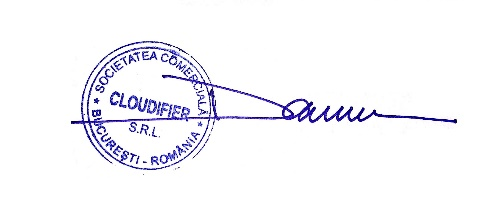 SOCIETATEA COMERCIALĂ
CLOUDIFIER
S.R.L.
* BUCUREȘTI - ROMÂNIA *